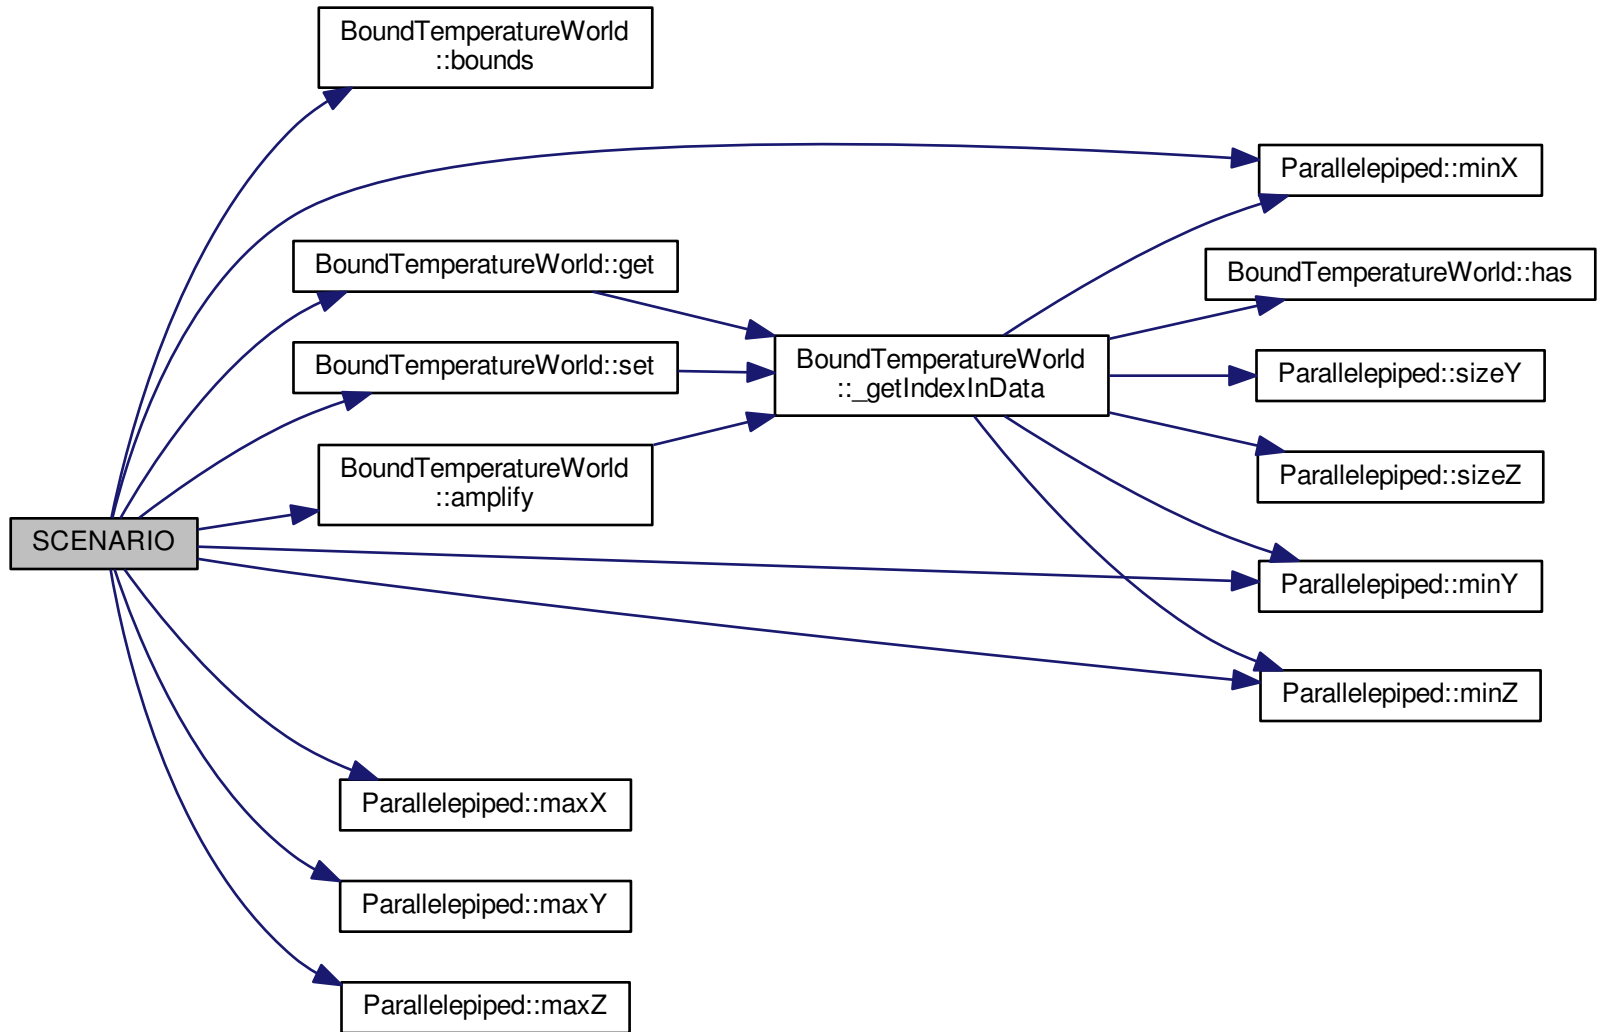 BoundTemperatureWorld
::bounds
Parallelepiped::minX
BoundTemperatureWorld::get
BoundTemperatureWorld::has
BoundTemperatureWorld::set
BoundTemperatureWorld
::_getIndexInData
Parallelepiped::sizeY
BoundTemperatureWorld
::amplify
Parallelepiped::sizeZ
SCENARIO
Parallelepiped::minY
Parallelepiped::minZ
Parallelepiped::maxX
Parallelepiped::maxY
Parallelepiped::maxZ